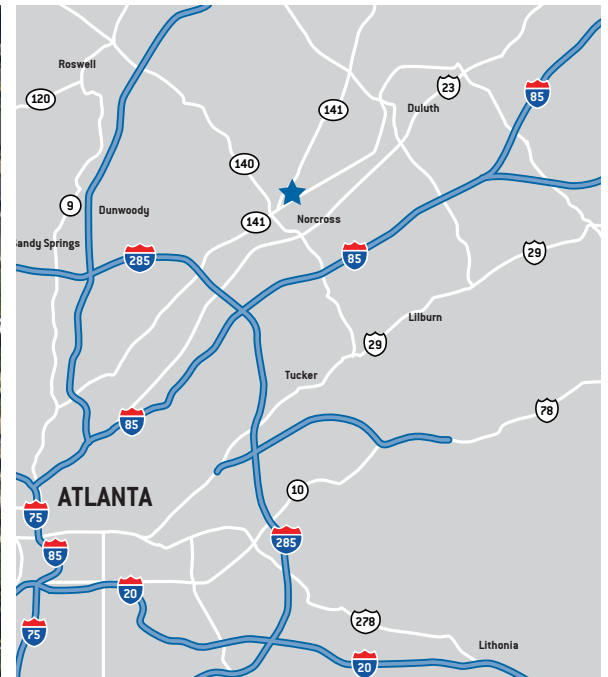 Roswell
120
141
23
85
Duluth
140
9
Dunwoody
141
Norcross
andy Springs
285
85
29
Lilburn
29
Tucker
78
85
10
ATLANTA
75
85
285
20
278
75
Lithonia
20